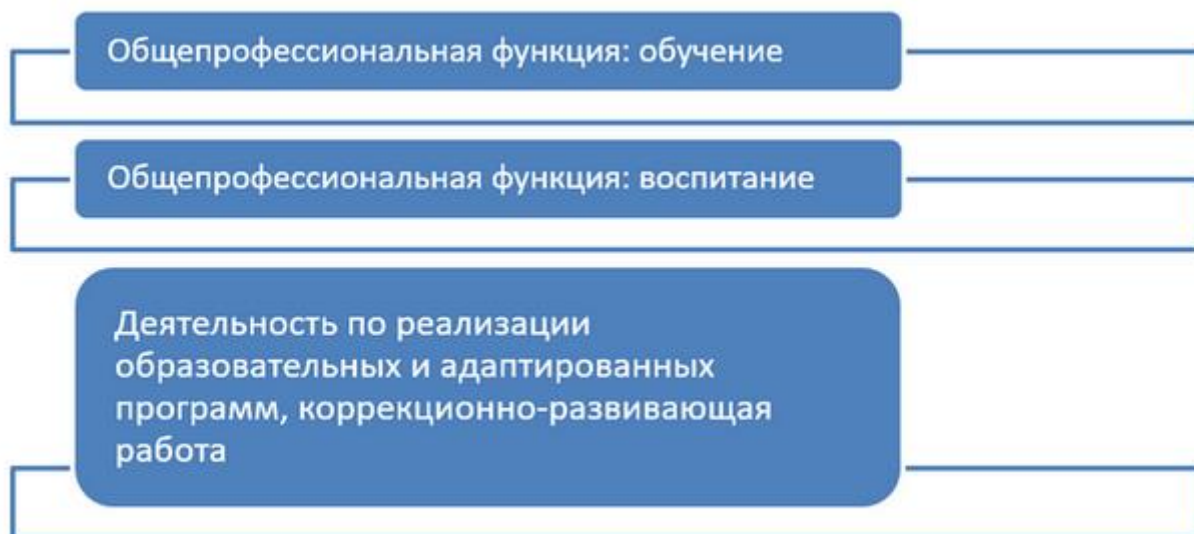 Общепрофессиональная функция: обучение
Общепрофессиональная функция: воспитание
Деятельность по реализации
образовательных и адаптированных
программ, коррекционно-развивающая
работа